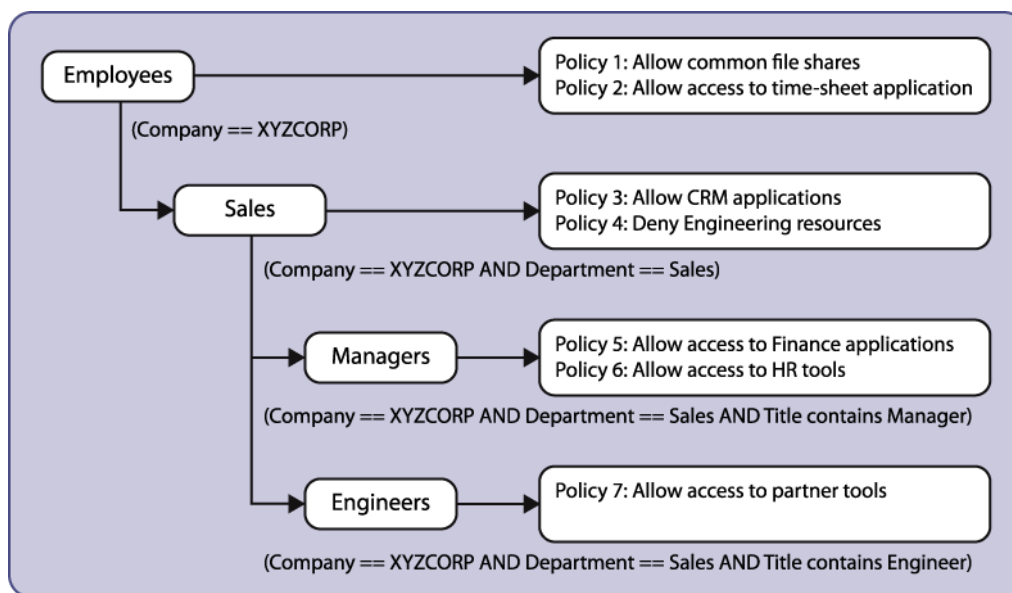 Employees
Policy 1: Allow common file shares
Policy 2: Allow access to time-sheet application
(Company == XYZCORP)
Sales
Policy 3: Allow CRM applications
Policy 4: Deny Engineering resources
(Company == XYZCORP AND Department == Sales)
Managers
Policy 5: Allow access to Finance applications
Policy 6: Allow access to HR tools
(Company == XYZCORP AND Department == Sales AND Title contains Manager)
Engineers
Policy 7: Allow access to partner tools
(Company == XYZCORP AND Department == Sales AND Title contains Engineer)